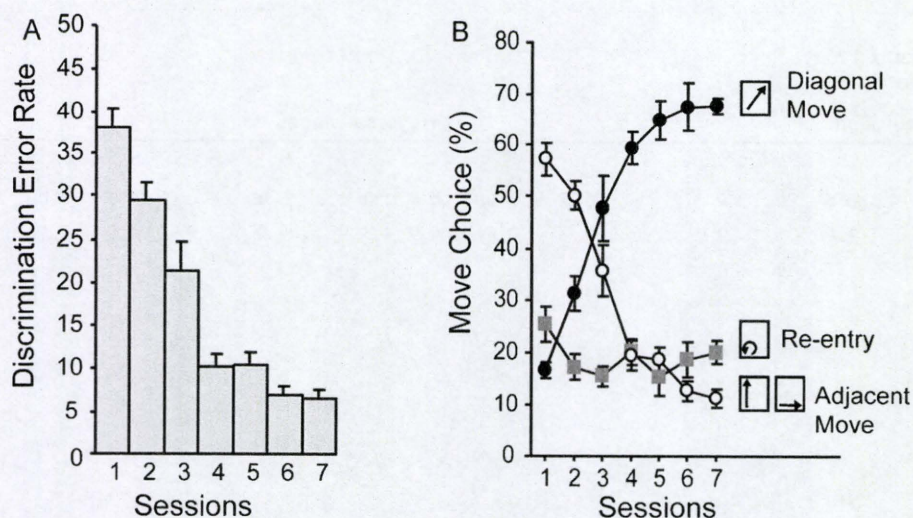 A
Discrimination Error Rate
50
45
40
35
30
25
20
15
10
5
0
1 2 3 4 5 6 7
Sessions
B
Move Choice (%)
80
70
60
50
40
30
20
10
0
1 2 3 4 5 6 7
Sessions
Diagonal
Move
Re-entry
Adjacent
Move